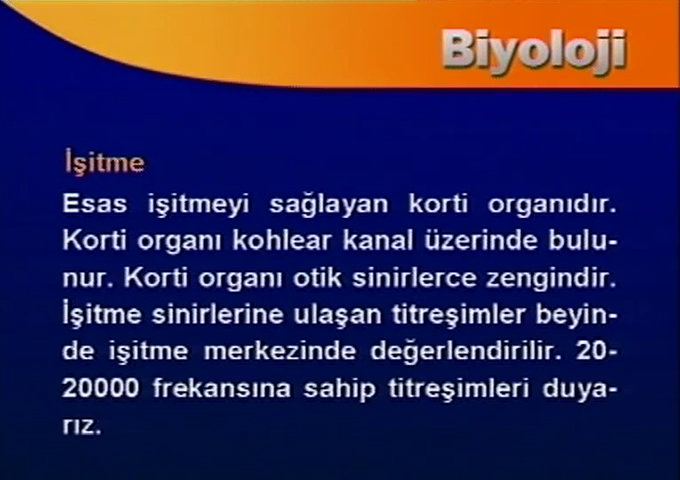 Biyoloji
İşitme
Esas işitmeyi sağlayan korti organıdır.
Korti organı kohlear kanal üzerinde bulu-
nur. Korti organı otik sinirlerce zengindir.
İşitme sinirlerine ulaşan titreşimler beyin-
de işitme merkezinde değerlendirilir. 20-
20000 frekansına sahip titreşimleri duya-
rız.